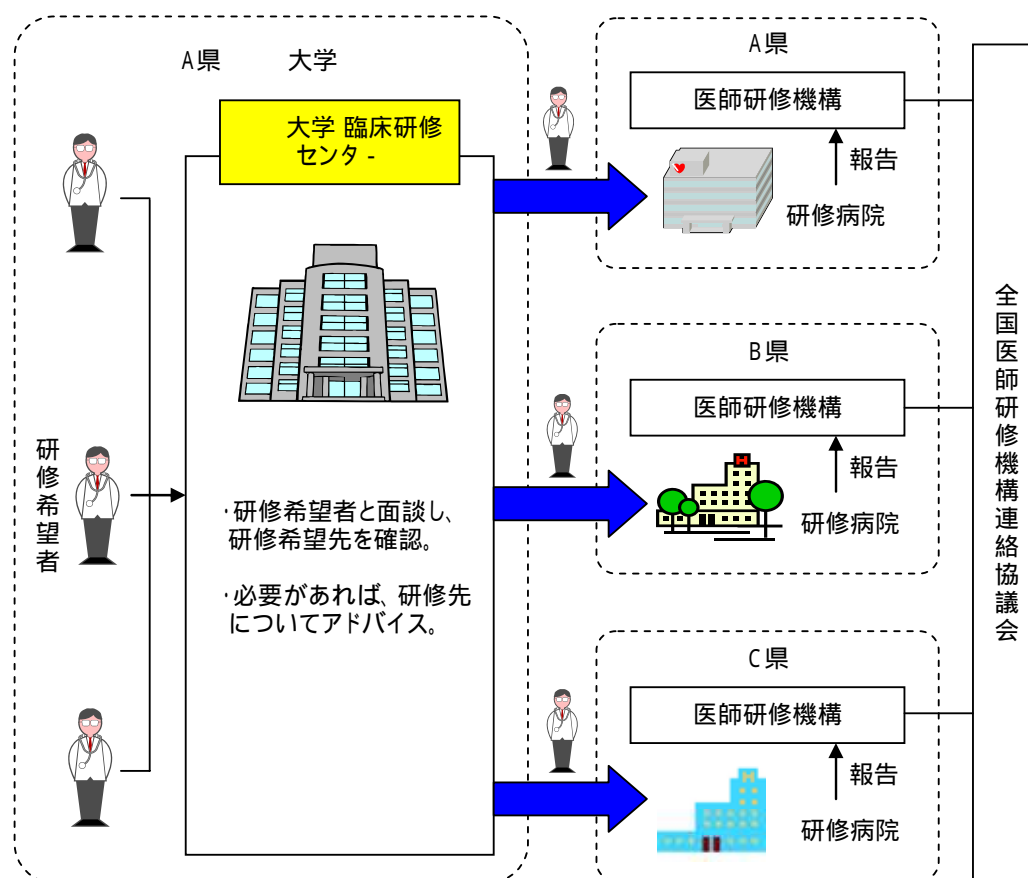 A県　　大学
大学 臨床研修
センタ-
研修希望者
・研修希望者と面談し、
研修希望先を確認。
・必要があれば、研修先
についてアドバイス。
A県
医師研修機構
報告
研修病院
B県
医師研修機構
H
報告
研修病院
C県
医師研修機構
H
報告
研修病院
全国医師研修機構連絡協議会